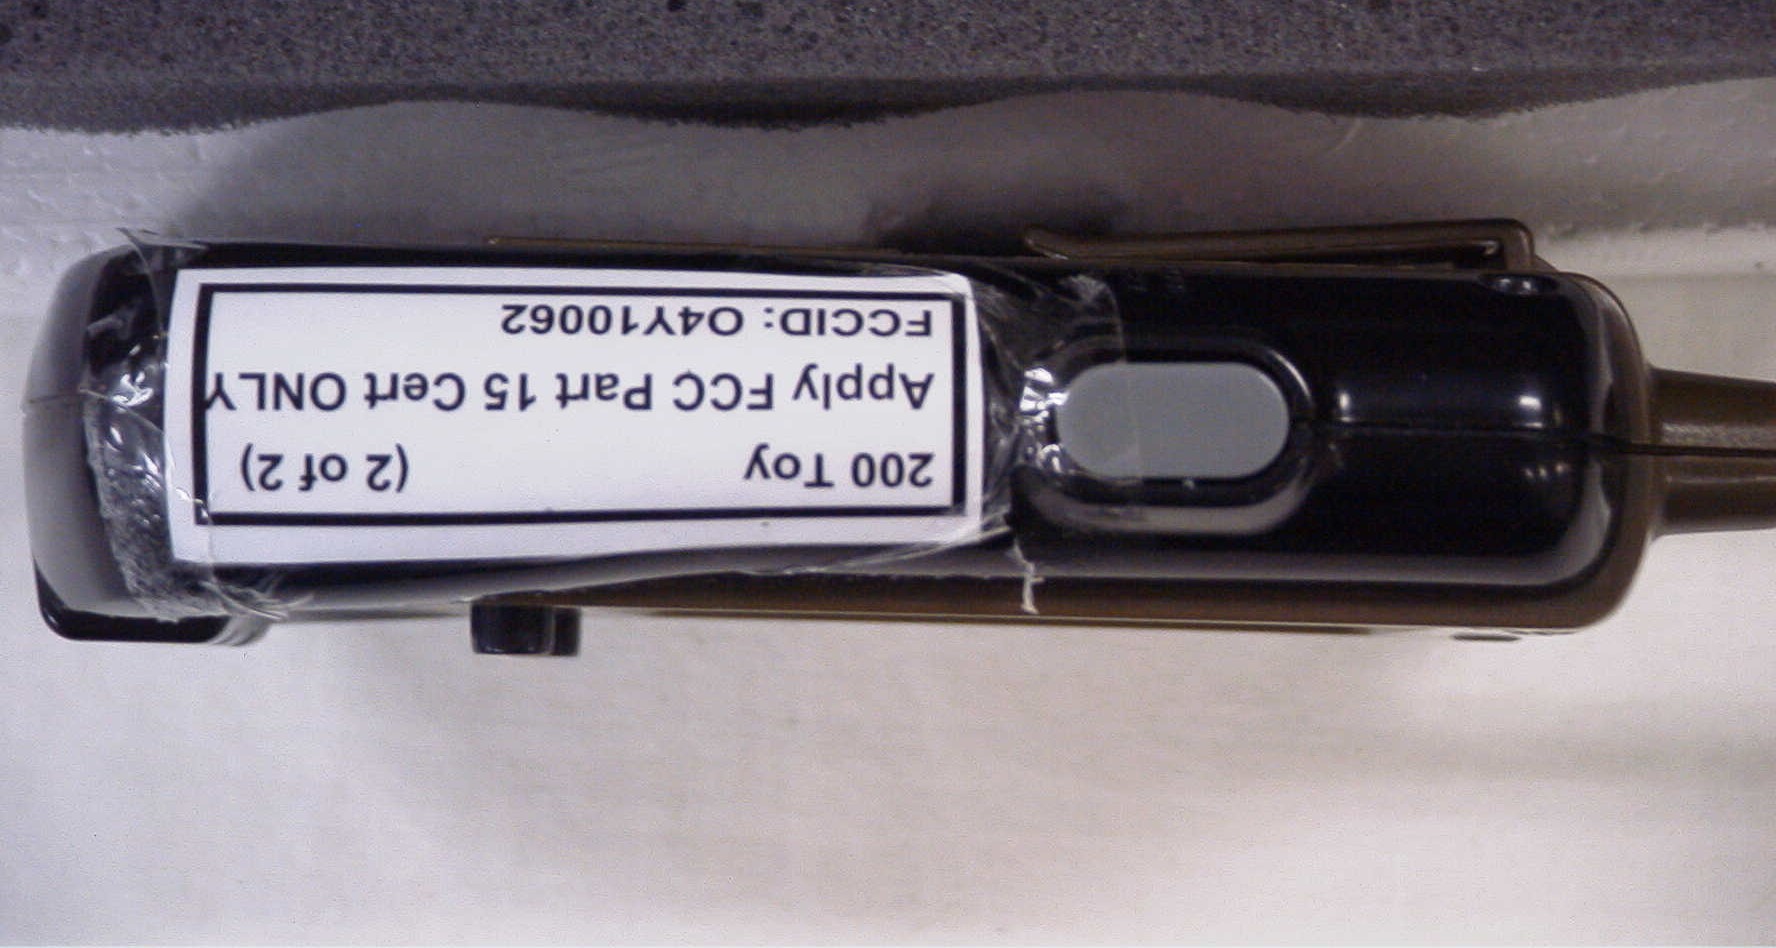 200 Toy (2 of 2)
Apply FCC Part 15 Cert ONLY
FCCID: O4Y10062